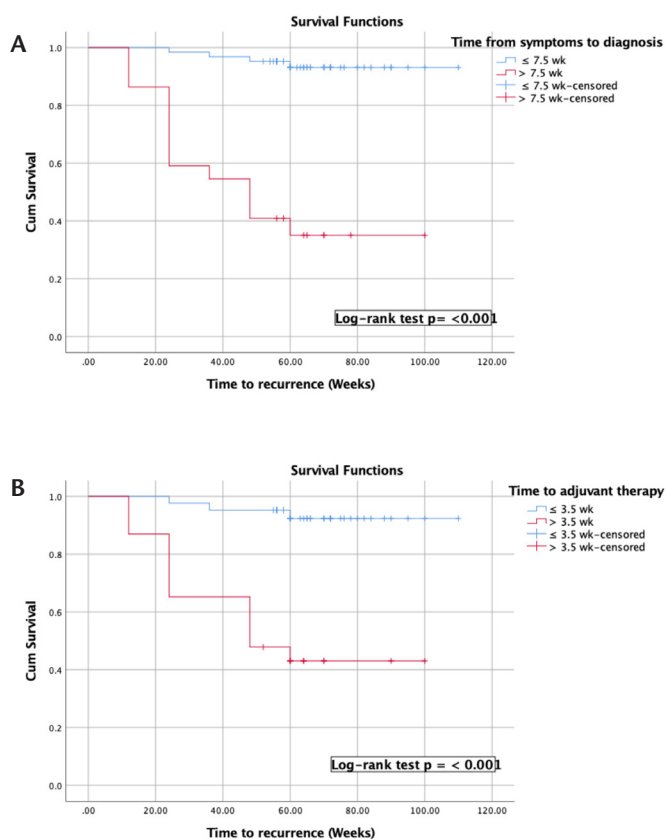 A
Survival Functions
Time from symptoms to diagnosis
≤ 7.5 wk
> 7.5 wk
≤ 7.5 wk-censored
> 7.5 wk-censored
Cum Survival
1.0
0.8
0.6
0.4
0.2
0.0
Log-rank test p= <0.001
.00 20.00 40.00 60.00 80.00 100.00 120.00
Time to recurrence (Weeks)
B
Survival Functions
Time to adjuvant therapy
≤ 3.5 wk
> 3.5 wk
≤ 3.5 wk-censored
> 3.5 wk-censored
Cum Survival
1.0
0.8
0.6
0.4
0.2
0.0
Log-rank test p = < 0.001
.00 20.00 40.00 60.00 80.00 100.00 120.00
Time to recurrence (Weeks)